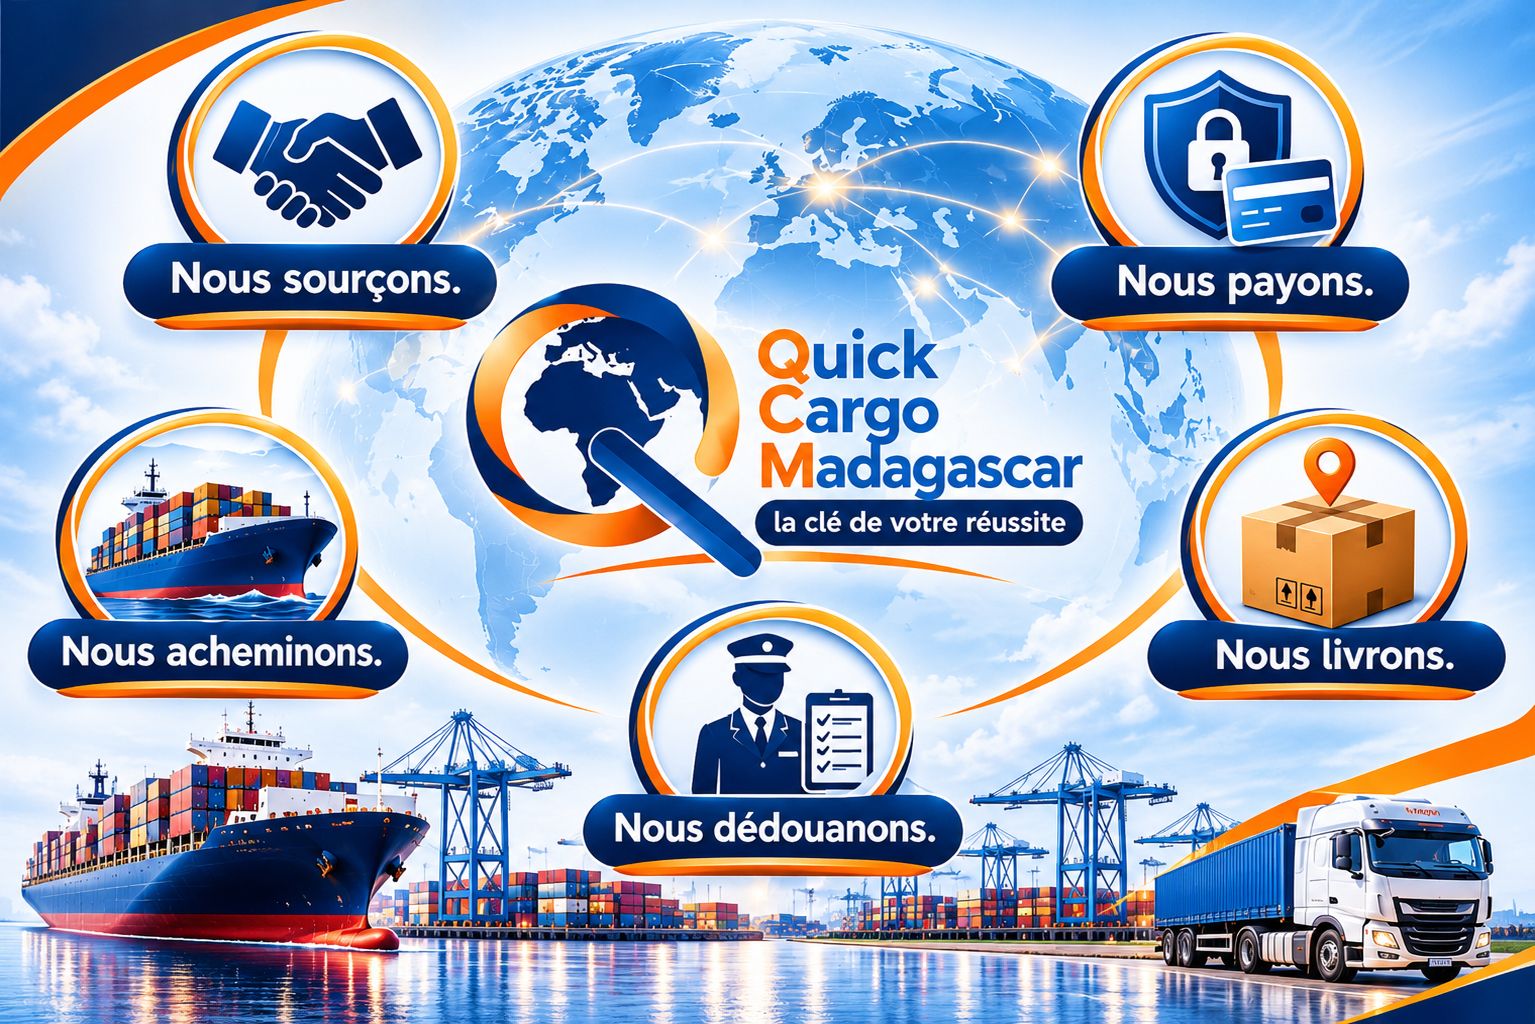 Nous sourçons.
Nous payons.
Quick
Cargo
Madagascar
la clé de votre réussite
Nous acheminons.
Nous livrons.
Nous dédouanons.